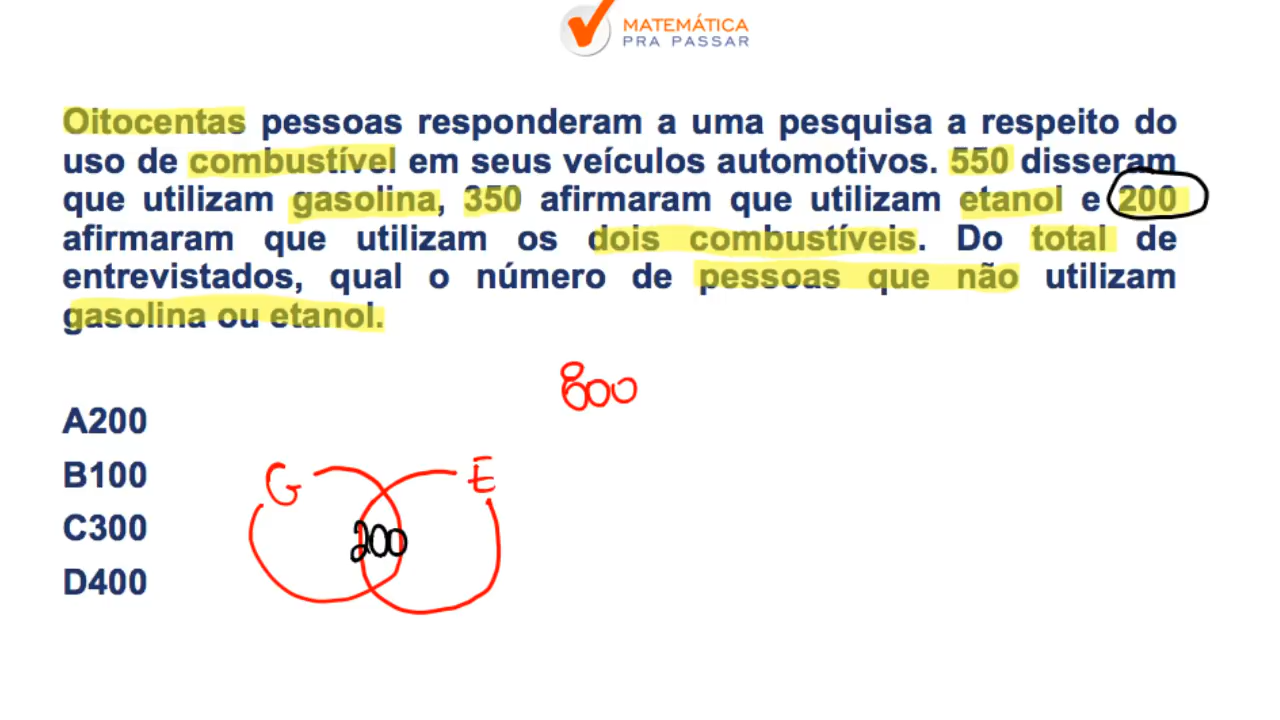 MATEMÁTICA
PRA PASSAR
Oitocentas pessoas responderam a uma pesquisa a respeito do
uso de combustível em seus veículos automotivos. 550 disseram
que utilizam gasolina, 350 afirmaram que utilizam etanol e 200
afirmaram que utilizam os dois combustíveis. Do total de
entrevistados, qual o número de pessoas que não utilizam
gasolina ou etanol.
800
A200
B100
C300
D400
G E
200